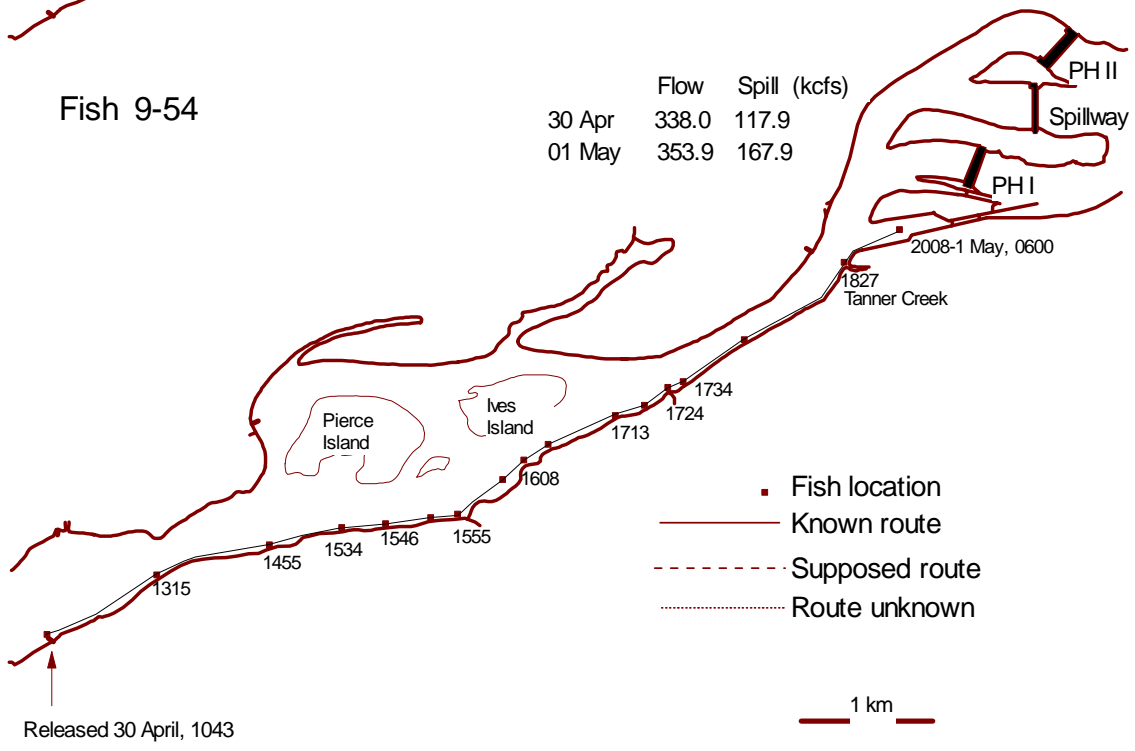 Fish 9-54
Flow Spill (kcfs)
30 Apr 338.0 117.9
01 May 353.9 167.9
PH II
Spillway
PH I
2008-1 May, 0600
1827
Tanner Creek
1734
1724
1713
Ives
Island
Pierce
Island
1608
1555
1546
1534
1455
1315
Fish location
Known route
Supposed route
Route unknown
1 km
Released 30 April, 1043